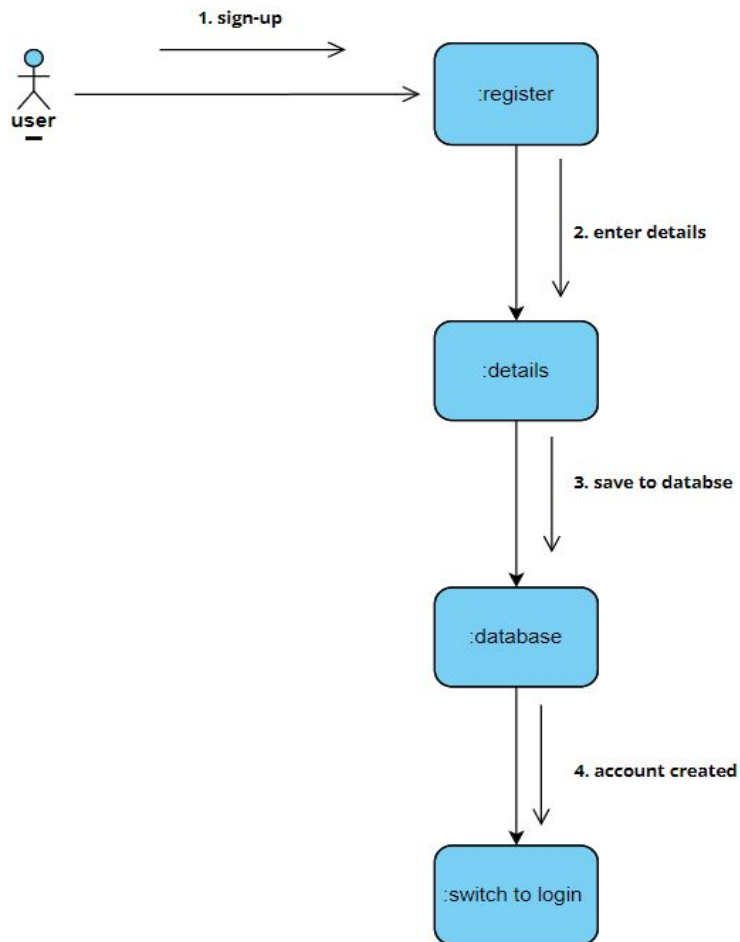 1. sign-up
user
:register
2. enter details
:details
3. save to databse
:database
4. account created
:switch to login